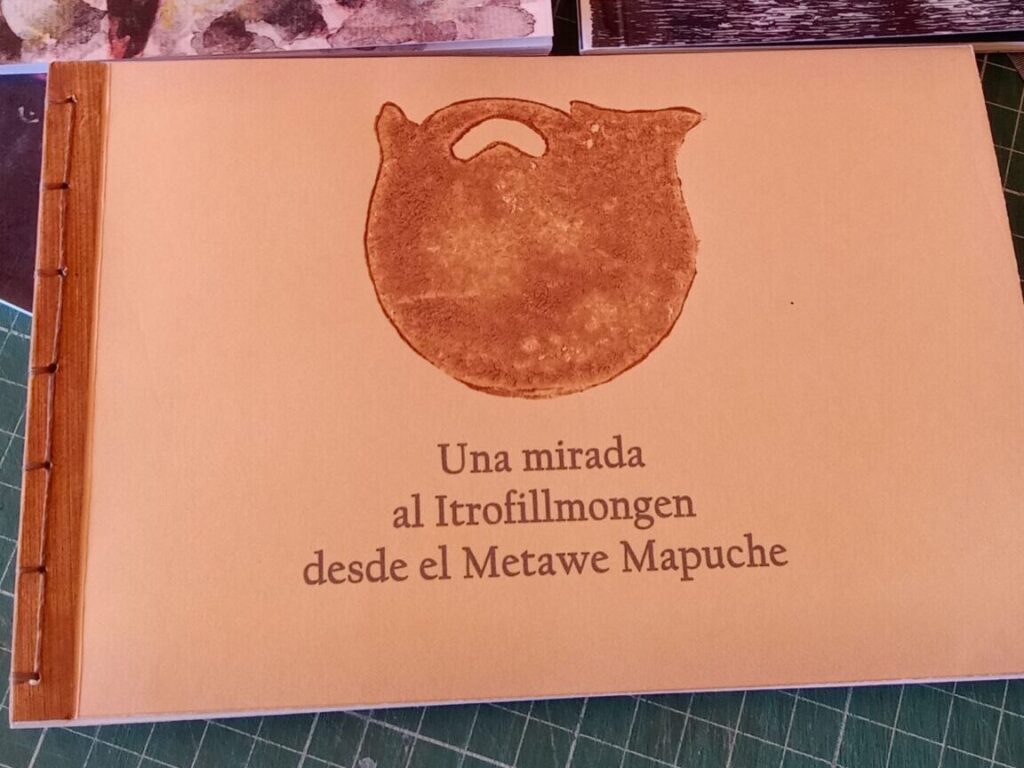 Una mirada
al Itrofillmongen
desde el Metawe Mapuche